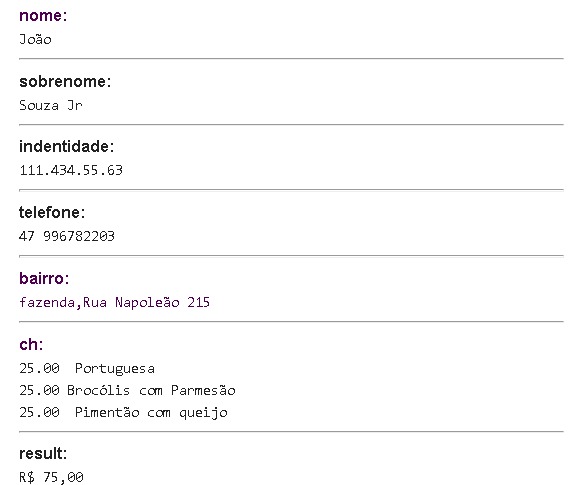 nome:
João
sobrenome:
Souza Jr
indentidade:
111.434.55.63
telefone:
47 996782203
bairro:
fazenda,Rua Napoleão 215
ch:
25.00  Portuguesa
25.00 Brocólis com Parmesão
25.00  Pimentão com queijo
result:
R$ 75,00